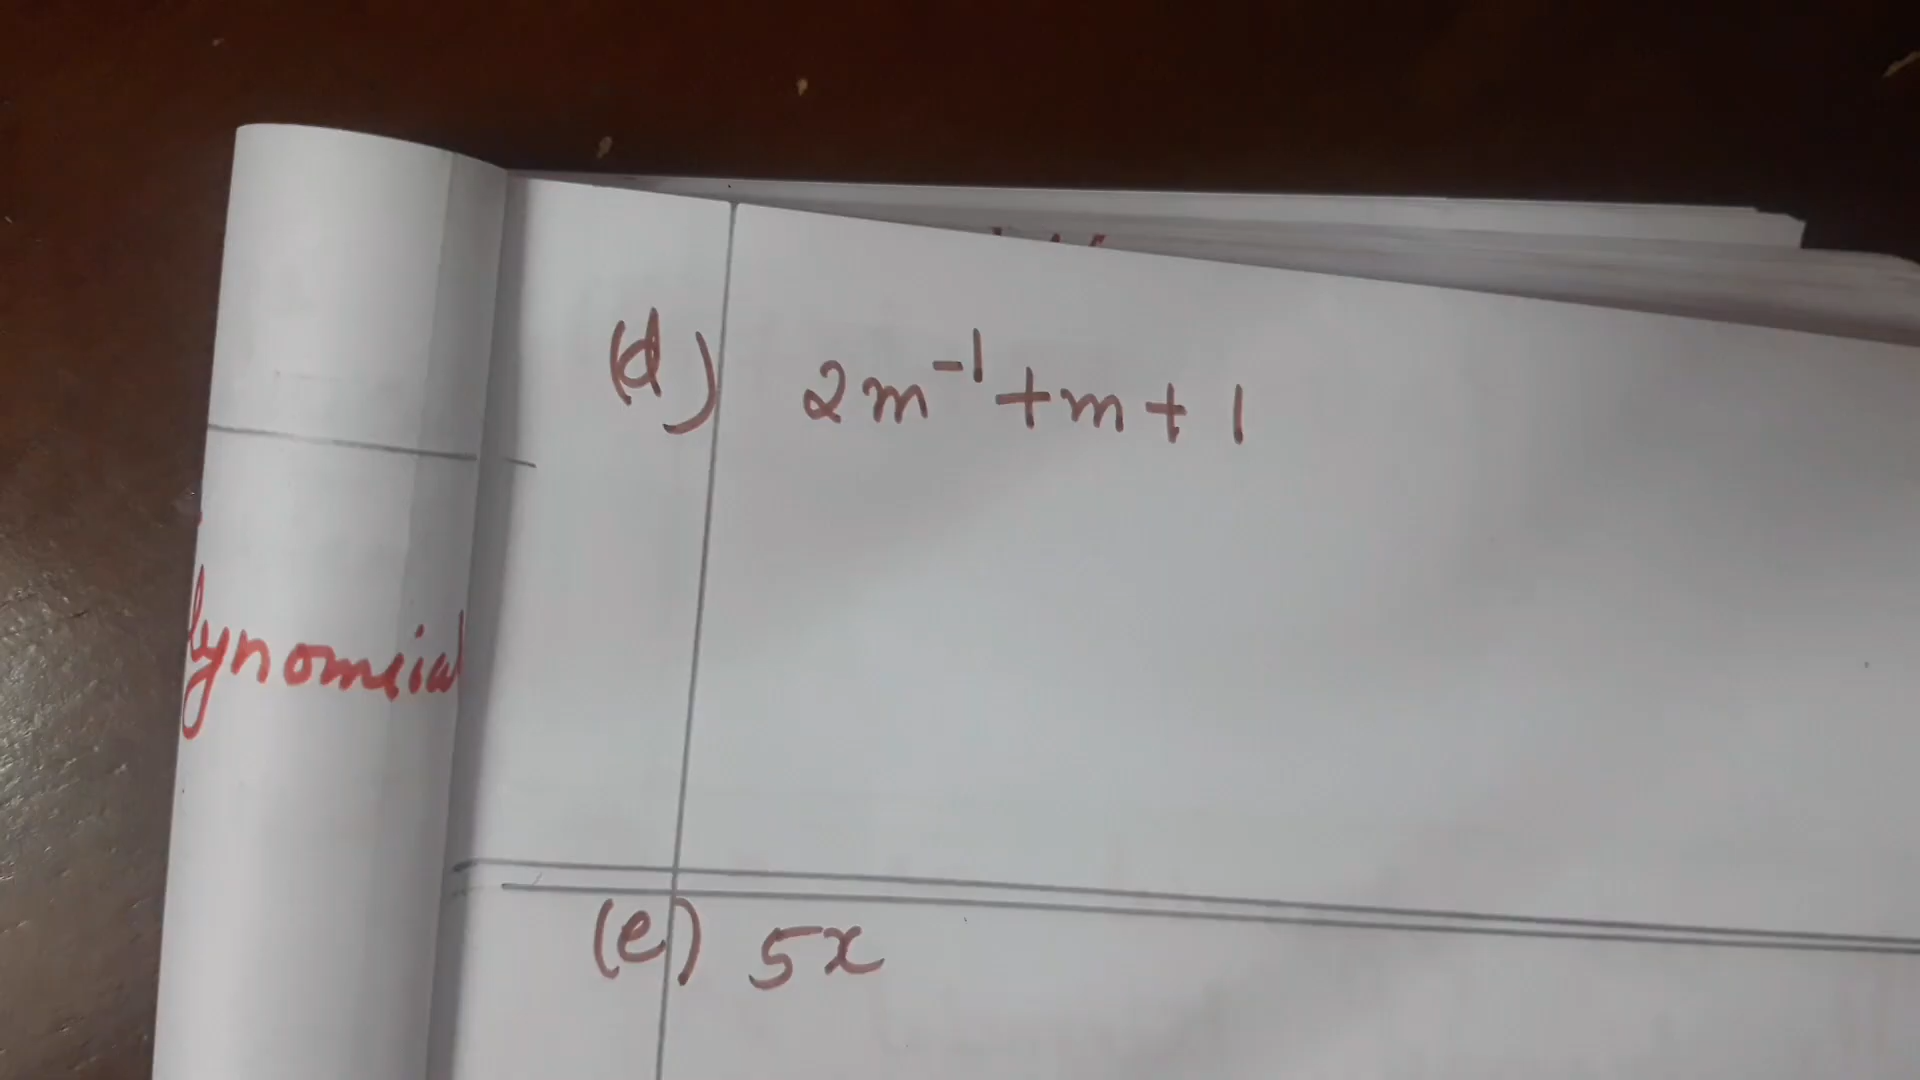 (d) 2m⁻¹ + m + 1
lynomial
(e) 5x